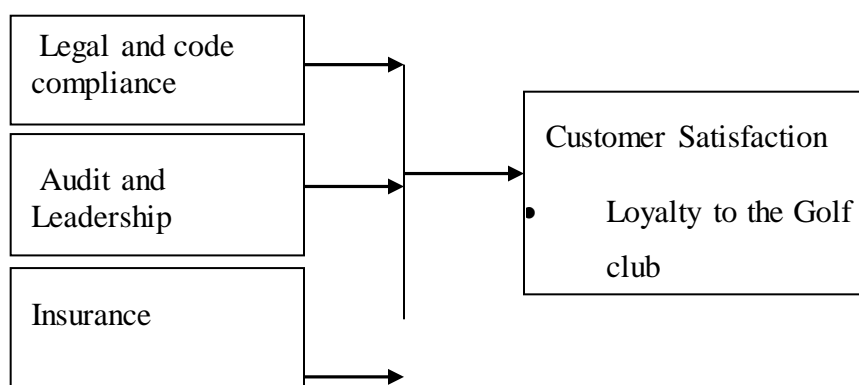 Legal and code
compliance
Audit and
Leadership
Insurance
Customer Satisfaction
• Loyalty to the Golf
club